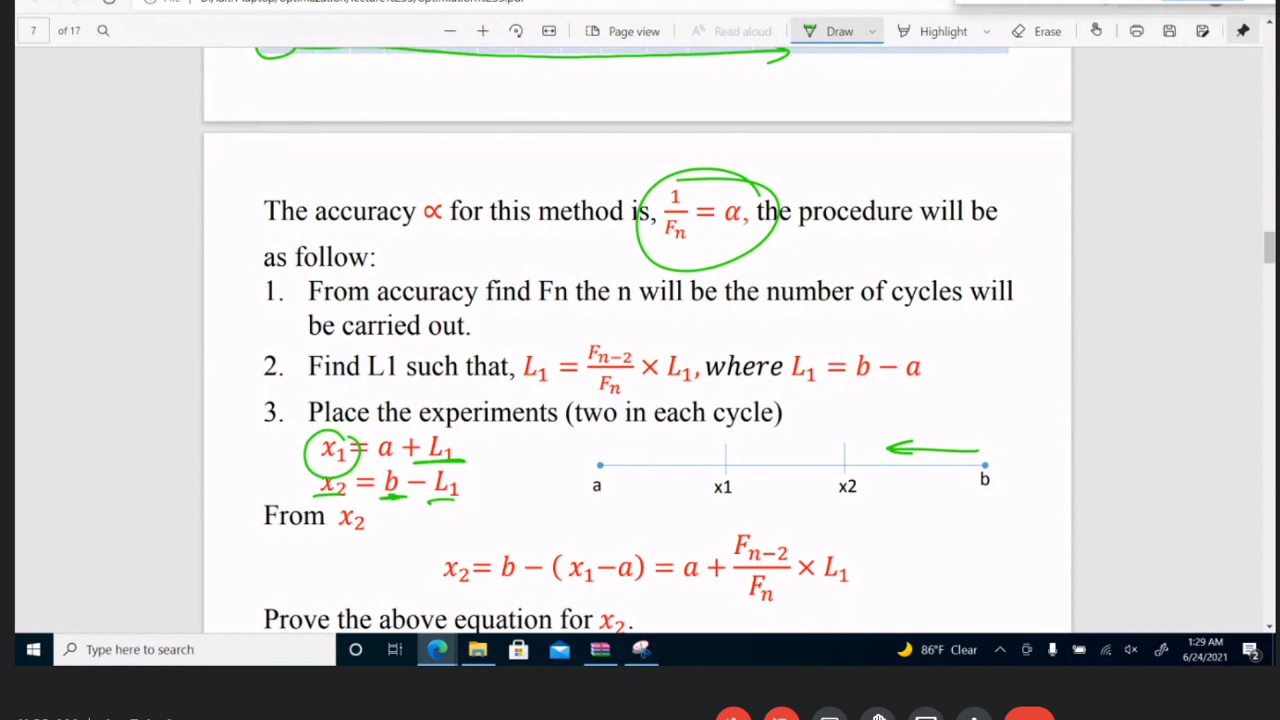 7 of 17 Page view Read aloud Draw Highlight Erase
The accuracy ∝ for this method is, 1/Fₙ = α, the procedure will be
as follow:
1. From accuracy find Fn the n will be the number of cycles will
be carried out.
2. Find L1 such that, L₁ = Fₙ₋₂/Fₙ × L₁, where L₁ = b − a
3. Place the experiments (two in each cycle)
x₁= a + L₁
x₂ = b − L₁
a x1 x2 b
From x₂
x₂= b − ( x₁−a) = a + Fₙ₋₂/Fₙ × L₁
Prove the above equation for x₂.
Type here to search 86°F Clear 1:29 AM
6/24/2021 2